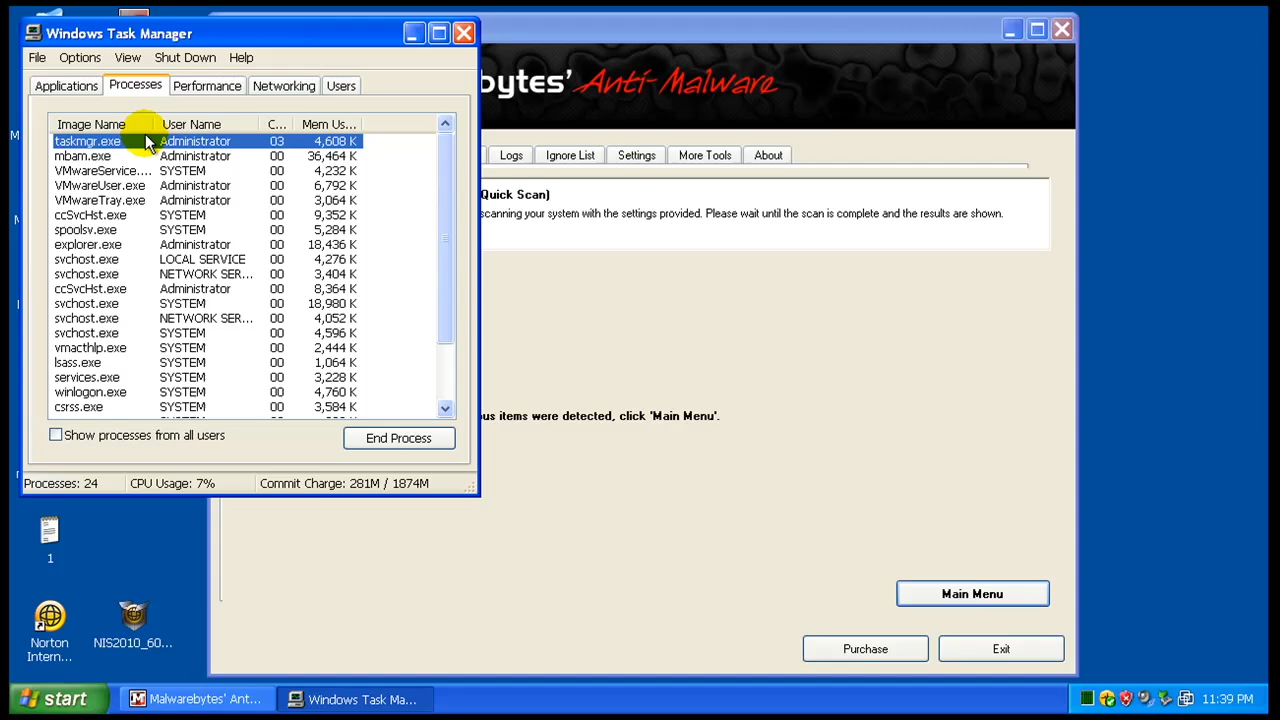 Windows Task Manager
File Options View Shut Down Help
Applications Processes Performance Networking Users
Image Name User Name C... Mem Us...
taskmgr.exe Administrator 03 4,608 K
mbam.exe Administrator 00 36,464 K
VMwareService.... SYSTEM 00 4,232 K
VMwareUser.exe Administrator 00 6,792 K
VMwareTray.exe Administrator 00 3,064 K
ccSvcHst.exe SYSTEM 00 9,352 K
spoolsv.exe SYSTEM 00 5,284 K
explorer.exe Administrator 00 18,436 K
svchost.exe LOCAL SERVICE 00 4,276 K
svchost.exe NETWORK SER... 00 3,404 K
ccSvcHst.exe Administrator 00 8,364 K
svchost.exe SYSTEM 00 18,980 K
svchost.exe NETWORK SER... 00 4,052 K
svchost.exe SYSTEM 00 4,596 K
vmacthlp.exe SYSTEM 00 2,444 K
lsass.exe SYSTEM 00 1,064 K
services.exe SYSTEM 00 3,228 K
winlogon.exe SYSTEM 00 4,760 K
csrss.exe SYSTEM 00 3,584 K
Show processes from all users
End Process
Processes: 24 CPU Usage: 7% Commit Charge: 281M / 1874M
bytes' Anti-Malware
Logs Ignore List Settings More Tools About
Quick Scan)
scanning your system with the settings provided. Please wait until the scan is complete and the results are shown.
us items were detected, click 'Main Menu'.
Main Menu
Purchase Exit
1
Norton
Intern...
NIS2010_60...
start Malwarebytes' Ant... Windows Task Ma... 11:39 PM